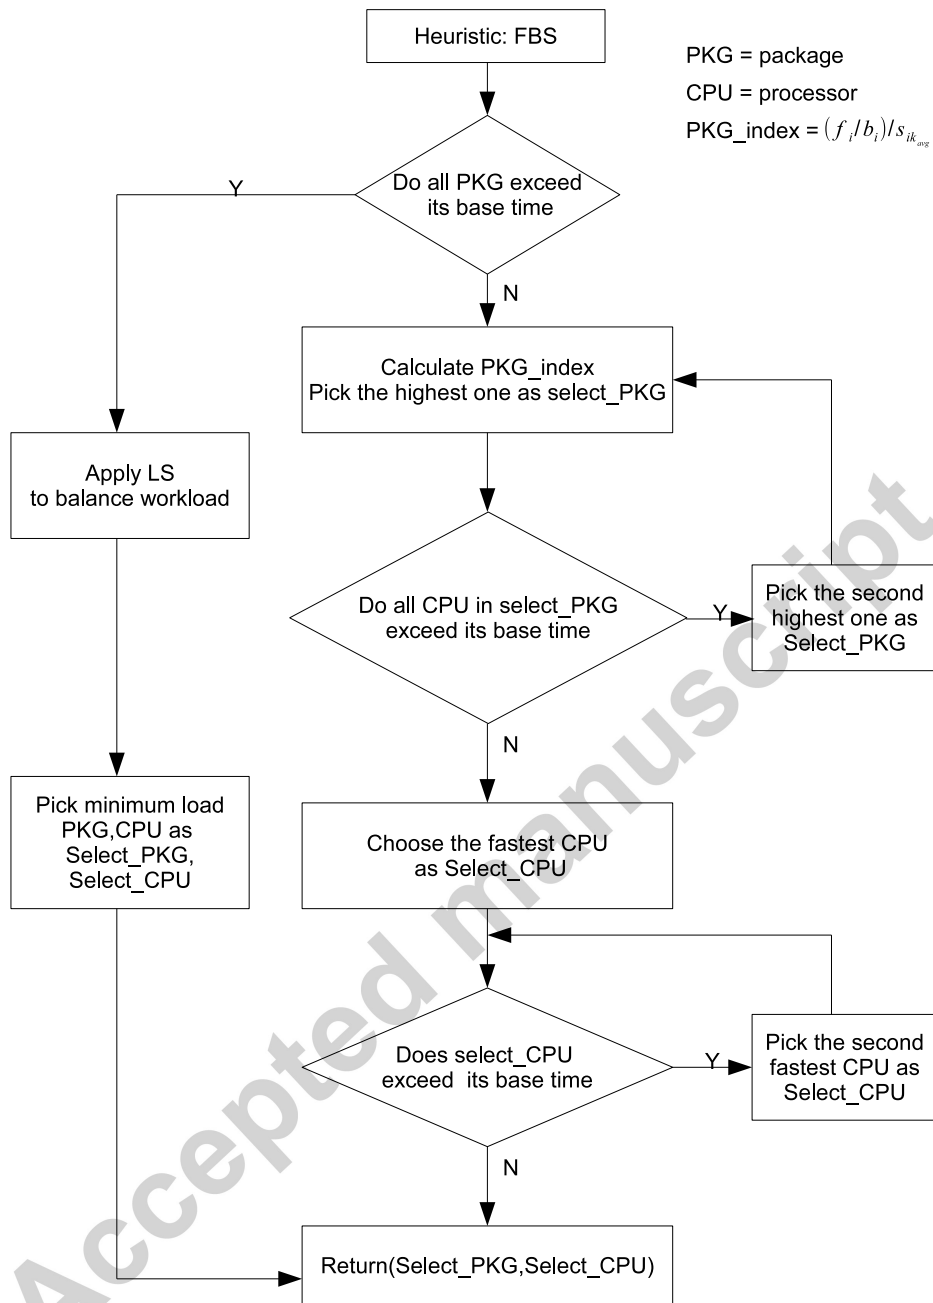 Heuristic: FBS
PKG = package
CPU = processor
PKG_index = (f_i/b_i)/s_{ik_{avg}}
Do all PKG exceed
its base time
Y
N
Calculate PKG_index
Pick the highest one as select_PKG
Apply LS
to balance workload
Do all CPU in select_PKG
exceed its base time
Y
Pick the second
highest one as
Select_PKG
N
Pick minimum load
PKG,CPU as
Select_PKG,
Select_CPU
Choose the fastest CPU
as Select_CPU
Does select_CPU
exceed its base time
Y
Pick the second
fastest CPU as
Select_CPU
N
Return(Select_PKG,Select_CPU)
Accepted manuscript